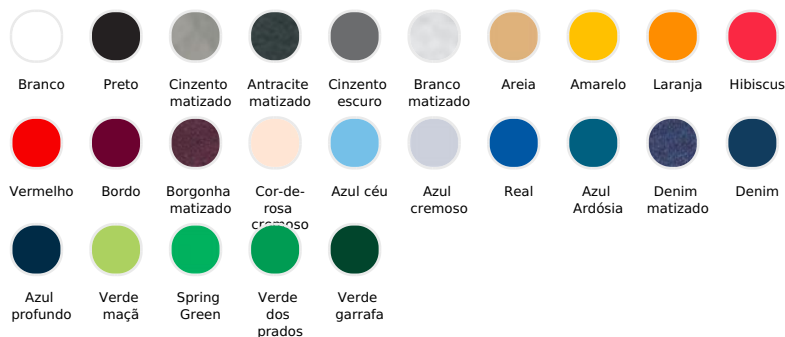 Branco Preto Cinzento matizado Antracite matizado Cinzento escuro Branco matizado Areia Amarelo Laranja Hibiscus
Vermelho Bordo Borgonha matizado Cor-de-rosa cremoso Azul céu Azul cremoso Real Azul Ardósia Denim matizado Denim
Azul profundo Verde maçã Spring Green Verde dos prados Verde garrafa